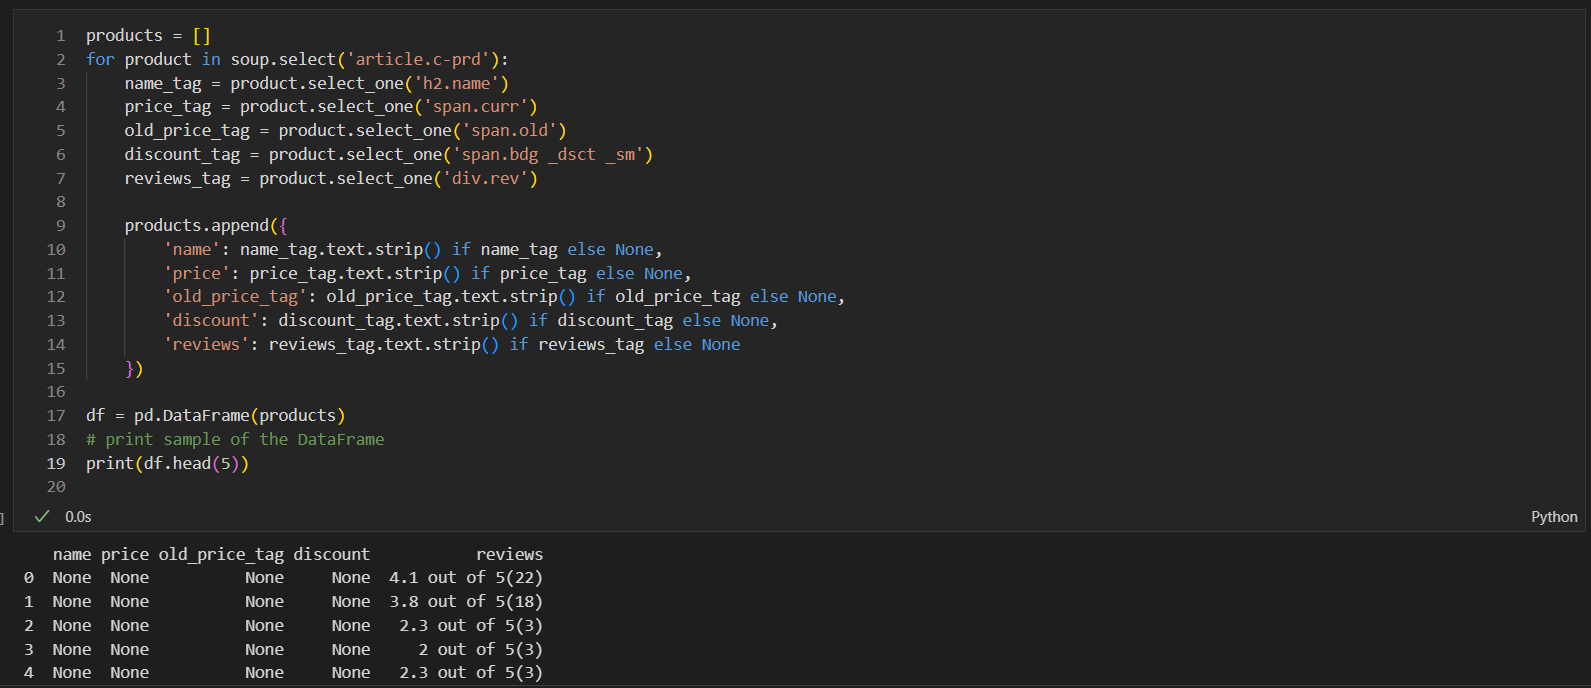 1 products = []
2 for product in soup.select('article.c-prd'):
3 name_tag = product.select_one('h2.name')
4 price_tag = product.select_one('span.curr')
5 old_price_tag = product.select_one('span.old')
6 discount_tag = product.select_one('span.bdg _dsct _sm')
7 reviews_tag = product.select_one('div.rev')
8
9 products.append({
10 'name': name_tag.text.strip() if name_tag else None,
11 'price': price_tag.text.strip() if price_tag else None,
12 'old_price_tag': old_price_tag.text.strip() if old_price_tag else None,
13 'discount': discount_tag.text.strip() if discount_tag else None,
14 'reviews': reviews_tag.text.strip() if reviews_tag else None
15 })
16
17 df = pd.DataFrame(products)
18 # print sample of the DataFrame
19 print(df.head(5))
20
] ✓ 0.0s Python
name price old_price_tag discount reviews
0 None None None None 4.1 out of 5(22)
1 None None None None 3.8 out of 5(18)
2 None None None None 2.3 out of 5(3)
3 None None None None 2 out of 5(3)
4 None None None None 2.3 out of 5(3)